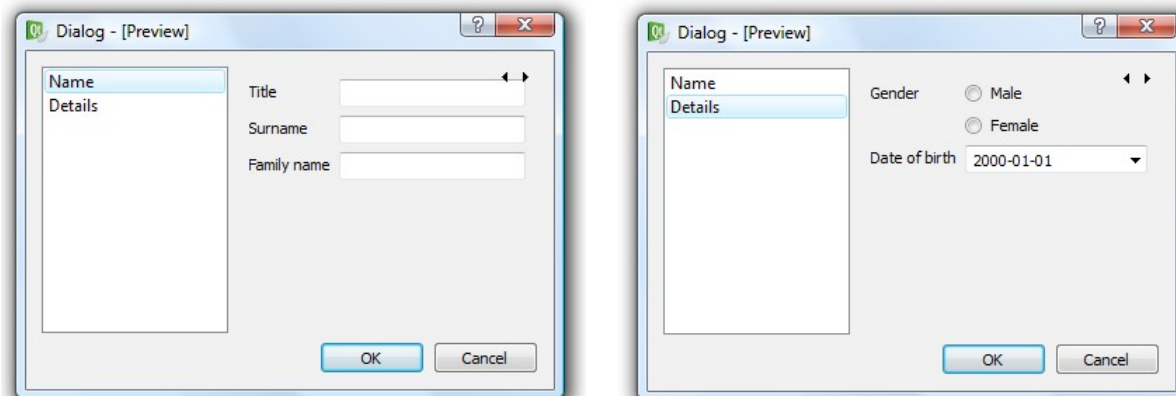 Dialog - [Preview]
Name
Details
Title
Surname
Family name
OK
Cancel
Dialog - [Preview]
Name
Details
Gender
Male
Female
Date of birth
2000-01-01
OK
Cancel